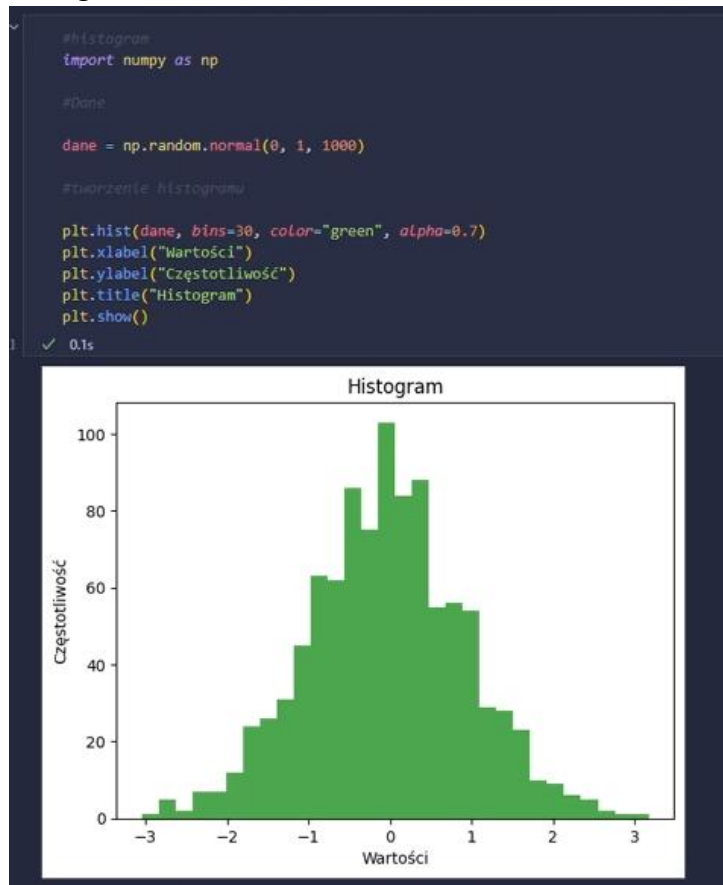 #histogram
import numpy as np
#Dane
dane = np.random.normal(0, 1, 1000)
#tworzenie histogramu
plt.hist(dane, bins=30, color="green", alpha=0.7)
plt.xlabel("Wartości")
plt.ylabel("Częstotliwość")
plt.title("Histogram")
plt.show()
✓ 0.1s
Histogram
100
80
60
40
20
0
Częstotliwość
−3 −2 −1 0 1 2 3
Wartości